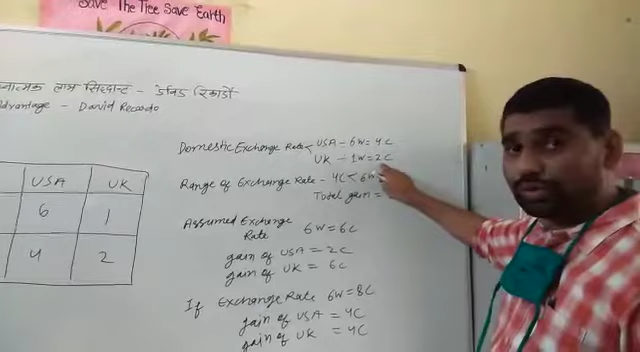 Save The Tree Save Earth
लाभ सिद्धान्त - डेविड रिकार्डो
Advantage - David Recardo
USA UK
6 1
4 2
Domestic Exchange Rate < USA - 6W = 4C
UK - 1W = 2C
Range of Exchange Rate - 4C < 6W
Total gain =
Assumed Exchange
Rate 6W = 6C
gain of USA = 2C
gain of UK = 6C
If Exchange Rate 6W = 8C
gain of USA = 4C
gain of UK = 4C